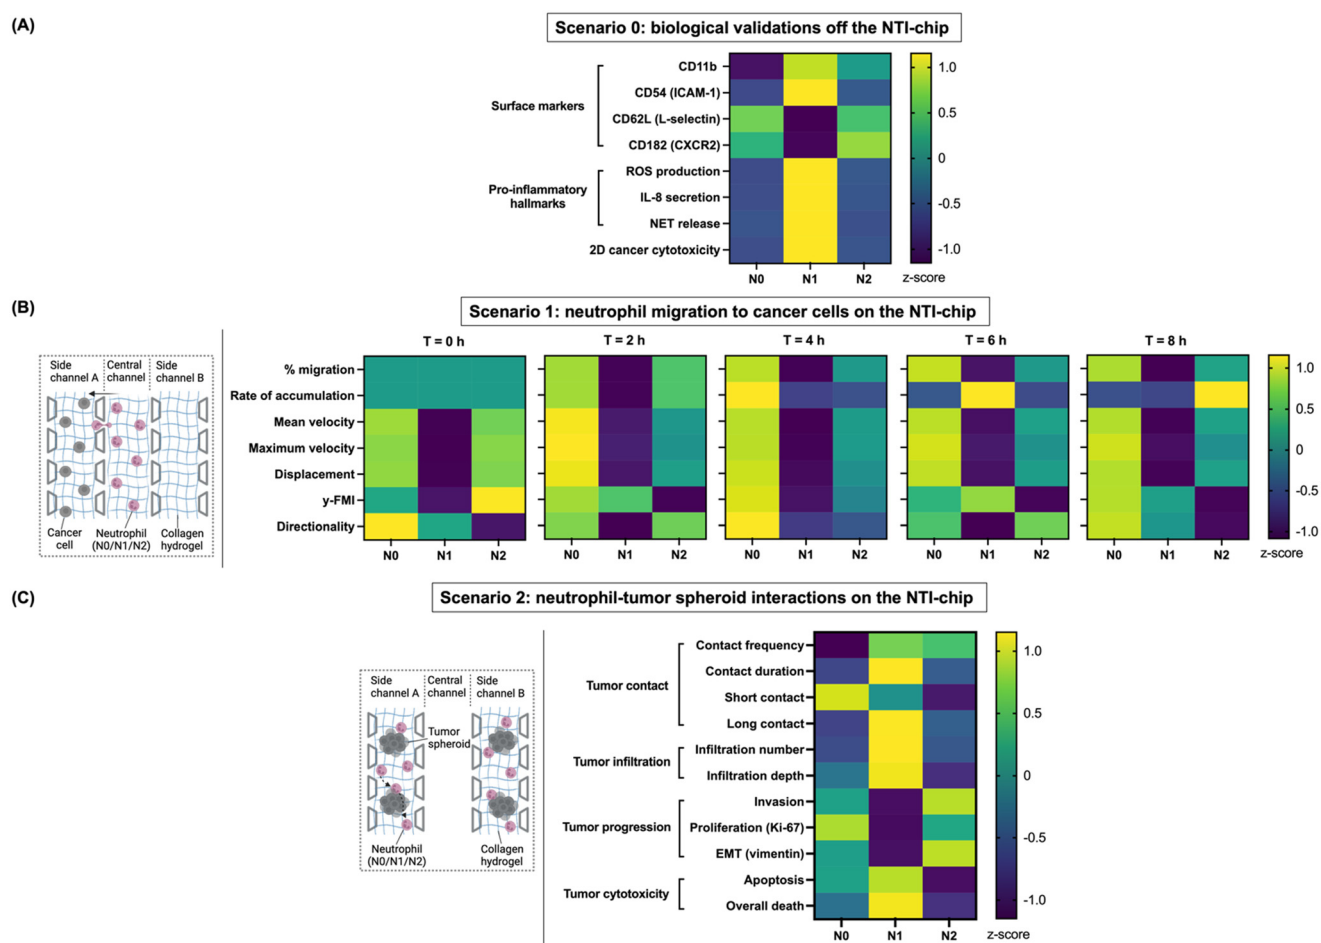 (A)
Scenario 0: biological validations off the NTI-chip
Surface markers
CD11b
CD54 (ICAM-1)
CD62L (L-selectin)
CD182 (CXCR2)
Pro-inflammatory
hallmarks
ROS production
IL-8 secretion
NET release
2D cancer cytotoxicity
N0 N1 N2
1.0
0.5
0
-0.5
-1.0
z-score
(B)
Scenario 1: neutrophil migration to cancer cells on the NTI-chip
Side
channel A
Central
channel
Side
channel B
Cancer
cell
Neutrophil
(N0/N1/N2)
Collagen
hydrogel
T = 0 h T = 2 h T = 4 h T = 6 h T = 8 h
% migration
Rate of accumulation
Mean velocity
Maximum velocity
Displacement
y-FMI
Directionality
N0 N1 N2 N0 N1 N2 N0 N1 N2 N0 N1 N2 N0 N1 N2
1.0
0.5
0
-0.5
-1.0
z-score
(C)
Scenario 2: neutrophil-tumor spheroid interactions on the NTI-chip
Side
channel A
Central
channel
Side
channel B
Tumor
spheroid
Neutrophil
(N0/N1/N2)
Collagen
hydrogel
Tumor contact
Contact frequency
Contact duration
Short contact
Long contact
Tumor infiltration
Infiltration number
Infiltration depth
Tumor progression
Invasion
Proliferation (Ki-67)
EMT (vimentin)
Tumor cytotoxicity
Apoptosis
Overall death
N0 N1 N2
1.0
0.5
0
-0.5
-1.0
z-score